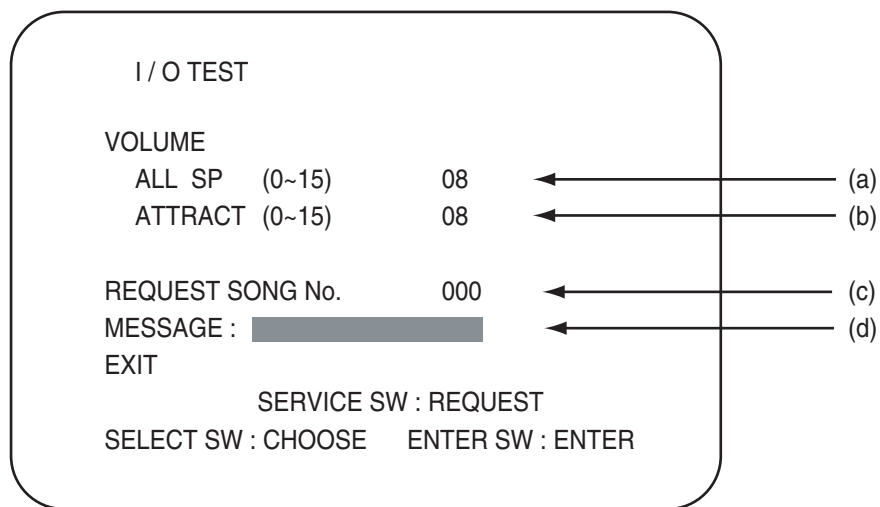 I / O TEST
VOLUME
ALL SP (0~15) 08 (a)
ATTRACT (0~15) 08 (b)
REQUEST SONG No. 000 (c)
MESSAGE : (d)
EXIT
SERVICE SW : REQUEST
SELECT SW : CHOOSE ENTER SW : ENTER